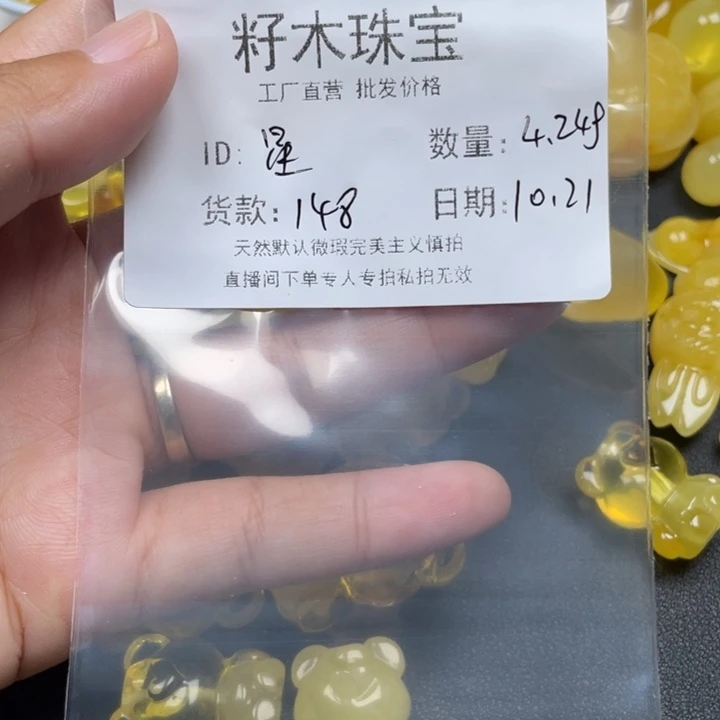 籽木珠宝
工厂直营 批发价格
ID: 星 数量: 4.24g
货款: 148 日期: 10.21
天然默认微瑕完美主义慎拍
直播间下单专人专拍私拍无效